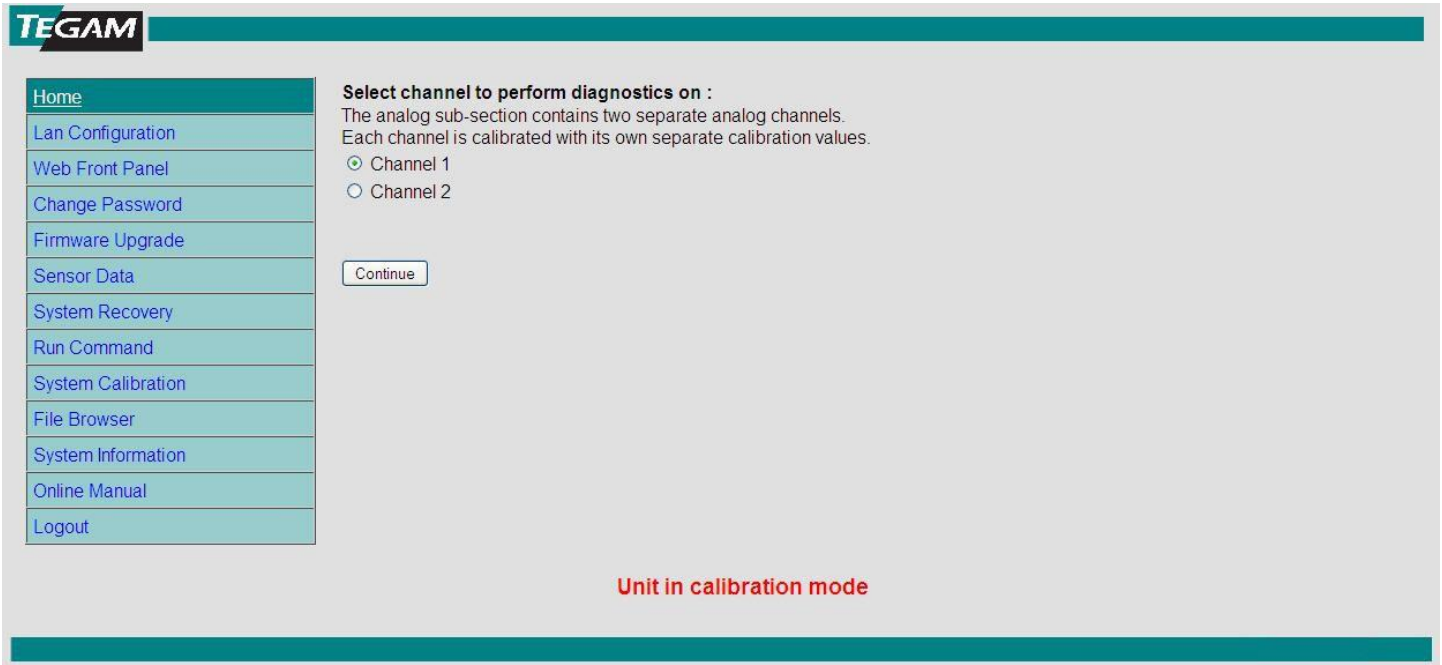 TEGAM
Home
Lan Configuration
Web Front Panel
Change Password
Firmware Upgrade
Sensor Data
System Recovery
Run Command
System Calibration
File Browser
System Information
Online Manual
Logout
Select channel to perform diagnostics on :
The analog sub-section contains two separate analog channels.
Each channel is calibrated with its own separate calibration values.
Channel 1
Channel 2
Continue
Unit in calibration mode